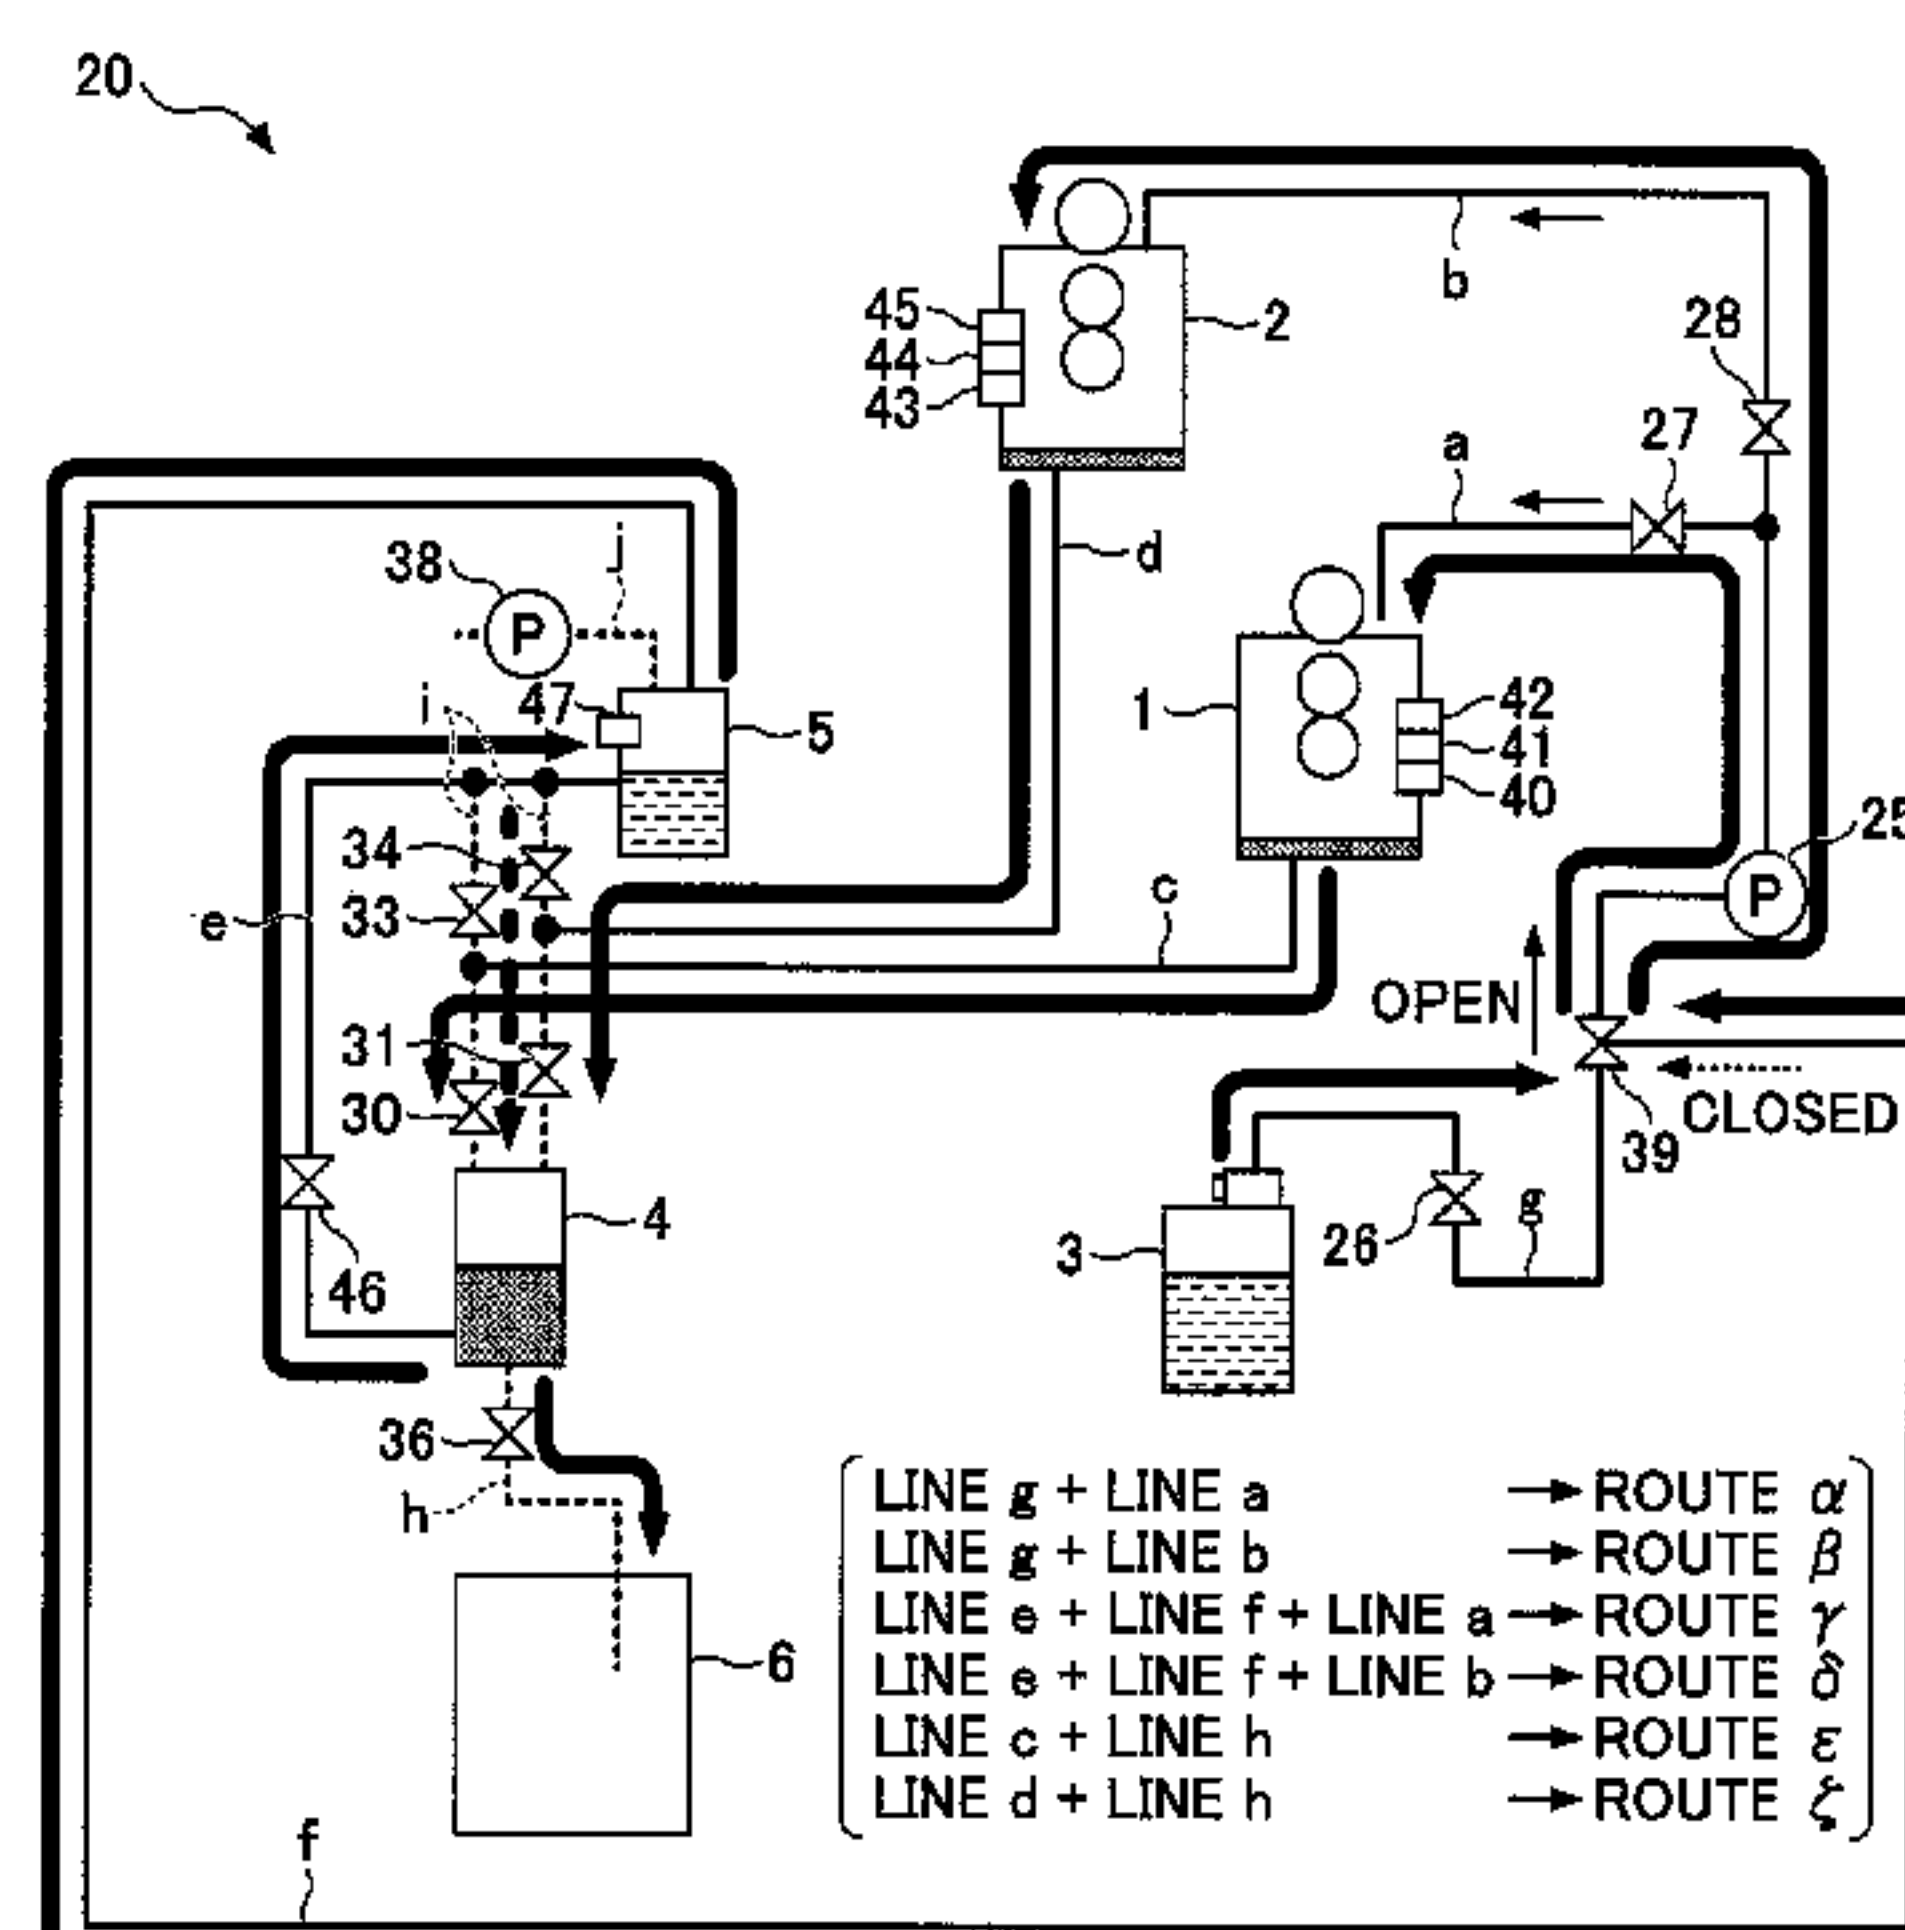 20
b
45
2
44
28
43
27
a
d
38
j
P
i
47
42
5
1
41
40
34
25
c
P
e
33
OPEN
31
30
CLOSED
39
4
g
3
26
46
36
h
6
LINE g + LINE a → ROUTE α
LINE g + LINE b → ROUTE β
LINE e + LINE f + LINE a → ROUTE γ
LINE e + LINE f + LINE b → ROUTE δ
LINE c + LINE h → ROUTE ε
LINE d + LINE h → ROUTE ζ
f